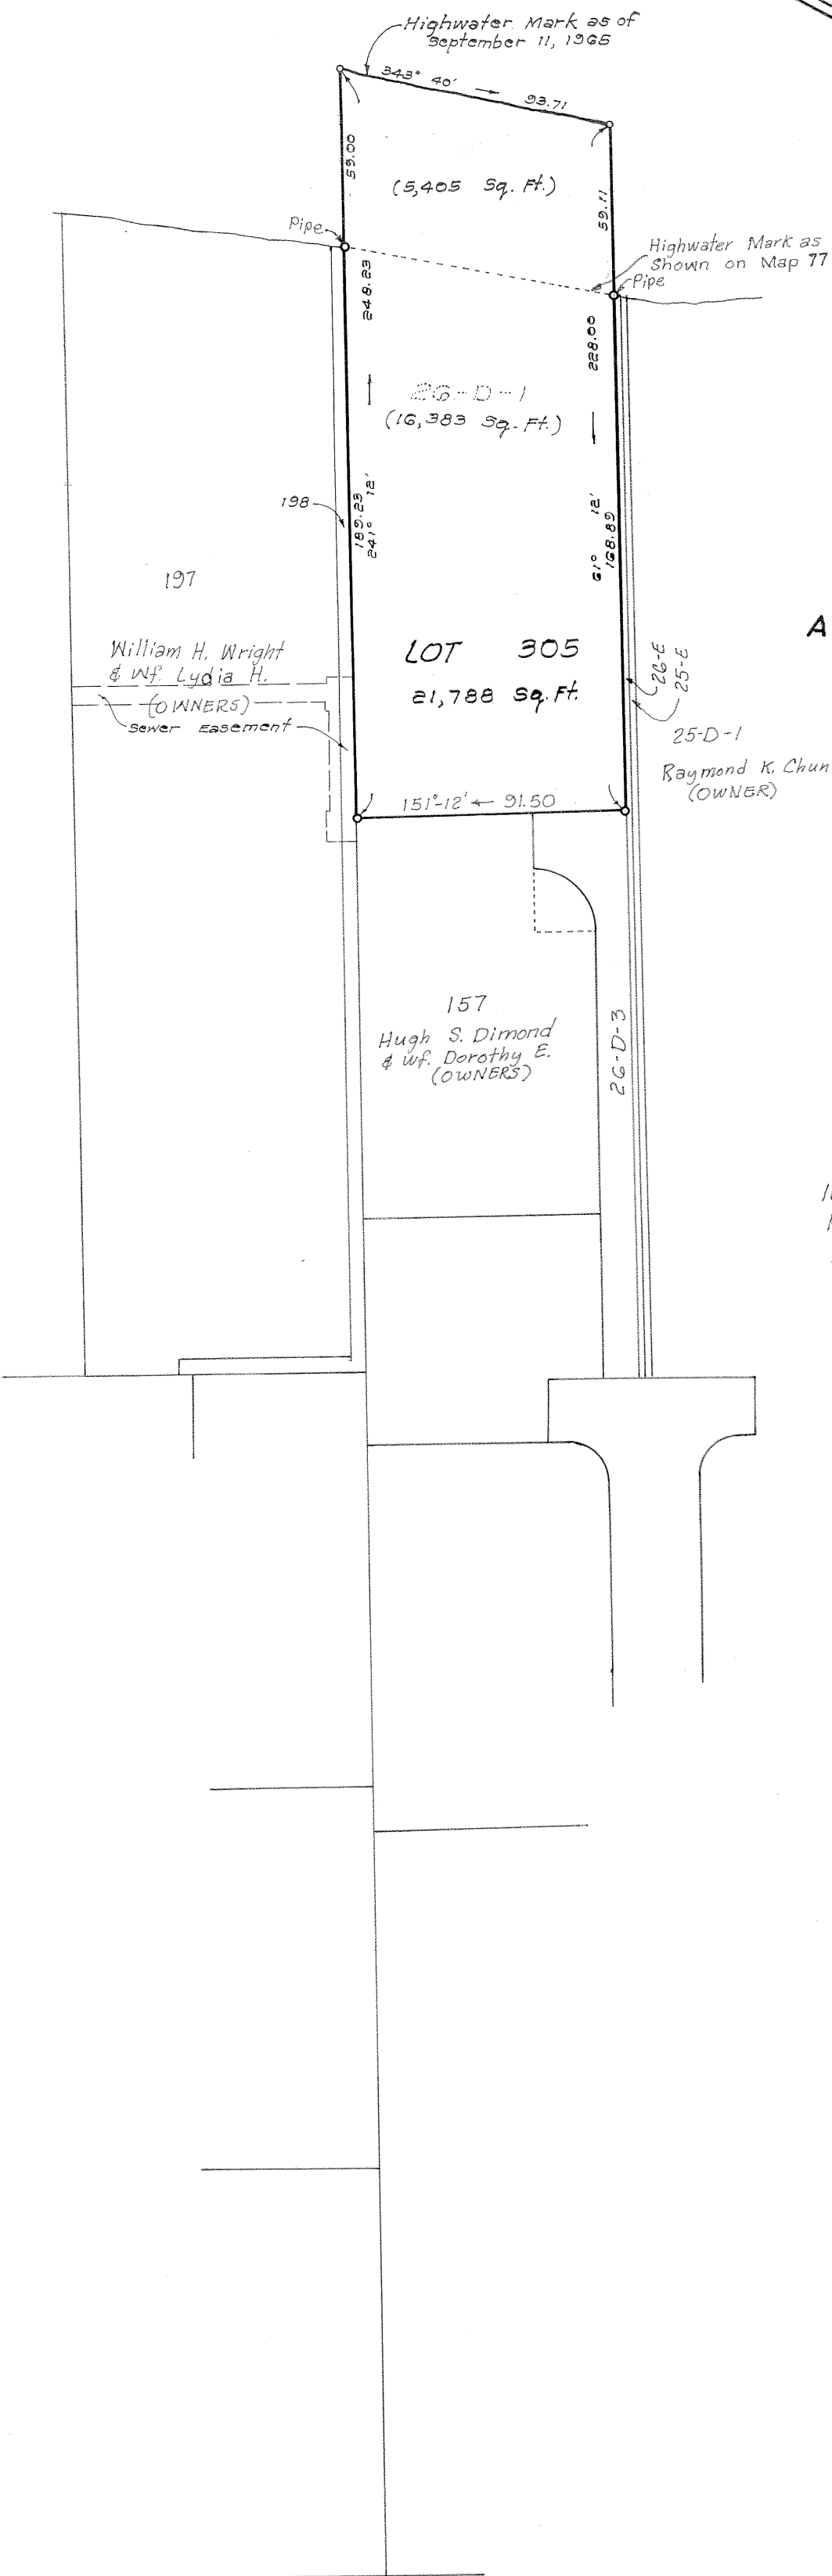 Highwater Mark as of
September 11, 1965
343° 40'
93.71
59.00
(5,405 Sq. Ft.)
59.11
Pipe
Highwater Mark as
Shown on Map 77
Pipe
248.23
228.00
26-D-1
(16,383 Sq. Ft.)
198
189.23
241° 12'
61° 12'
168.89
197
William H. Wright
& Wf. Lydia H.
(OWNERS)
Sewer Easement
LOT 305
21,788 Sq. Ft.
26-E
25-E
A
25-D-1
Raymond K. Chun
(OWNER)
151°-12' 91.50
157
Hugh S. Dimond
& Wf. Dorothy E.
(OWNERS)
26-D-3